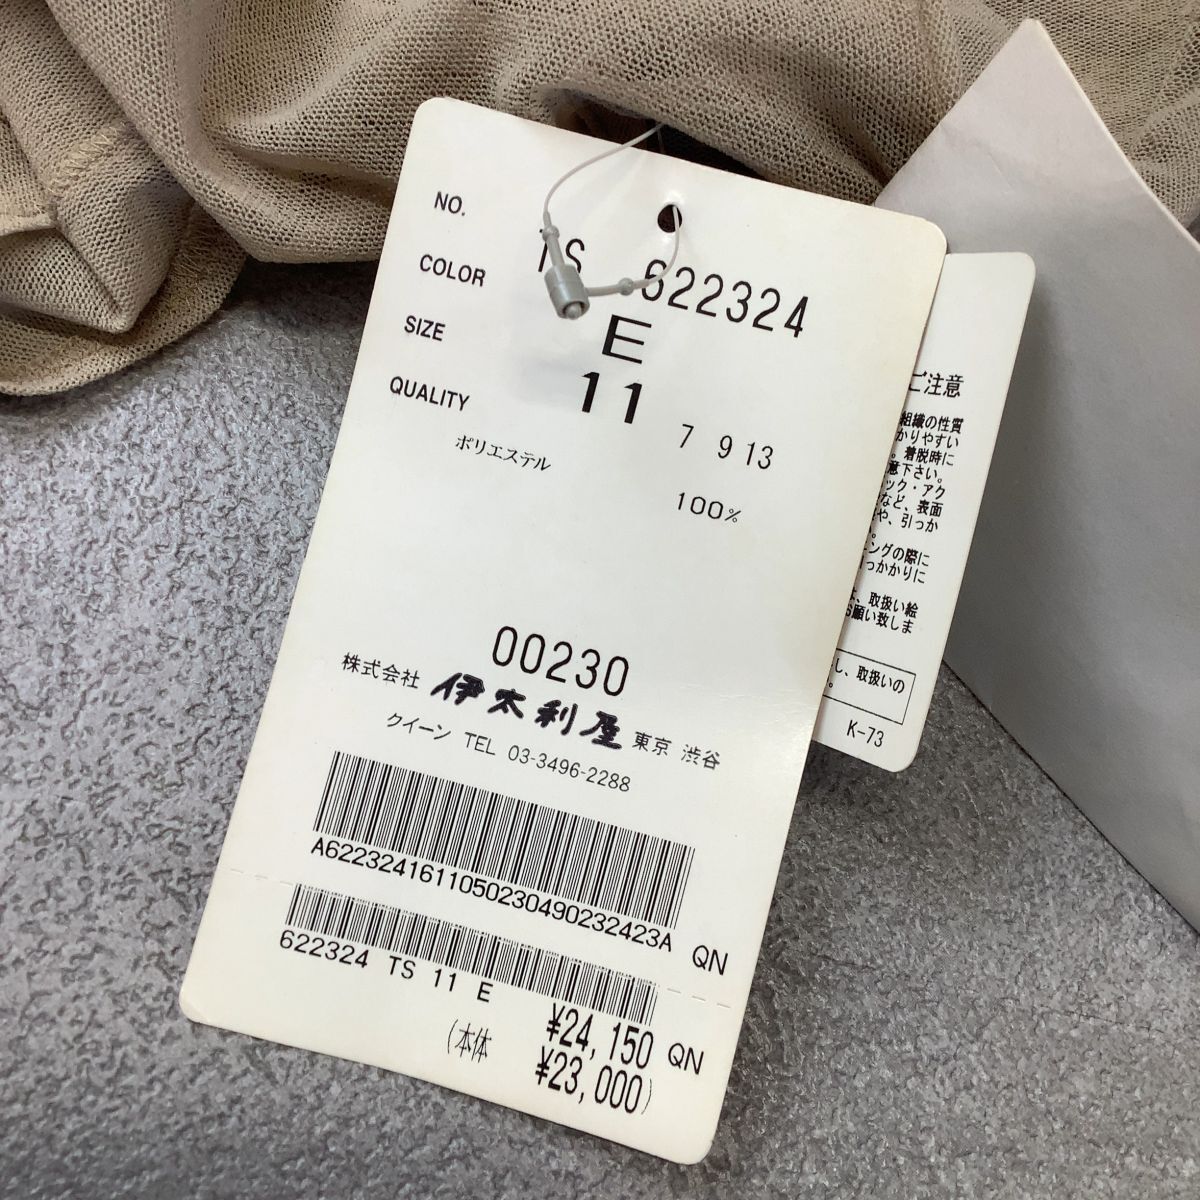 NO. TS 622324
COLOR E
SIZE 11 7 9 13
QUALITY
ポリエステル
100%
00230
株式会社 伊太利屋 東京 渋谷
クイーン TEL 03-3496-2288
A6223241611050230490232423A QN
622324 TS 11 E
¥24,150 QN
(本体 ¥23,000)
ご注意
組織の性質
かりやすい
。着脱時に
意下さい。
ック・アク
など、表面
や、引っか
。
ングの際に
っかかりに
、取扱い絵
お願い致しま
し、取扱いの
。
K-73